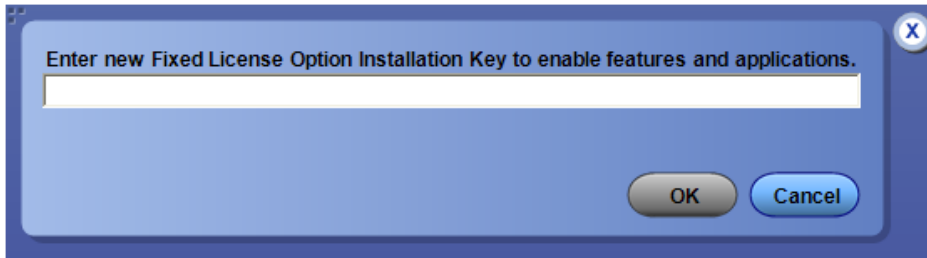 X
Enter new Fixed License Option Installation Key to enable features and applications.
OK
Cancel